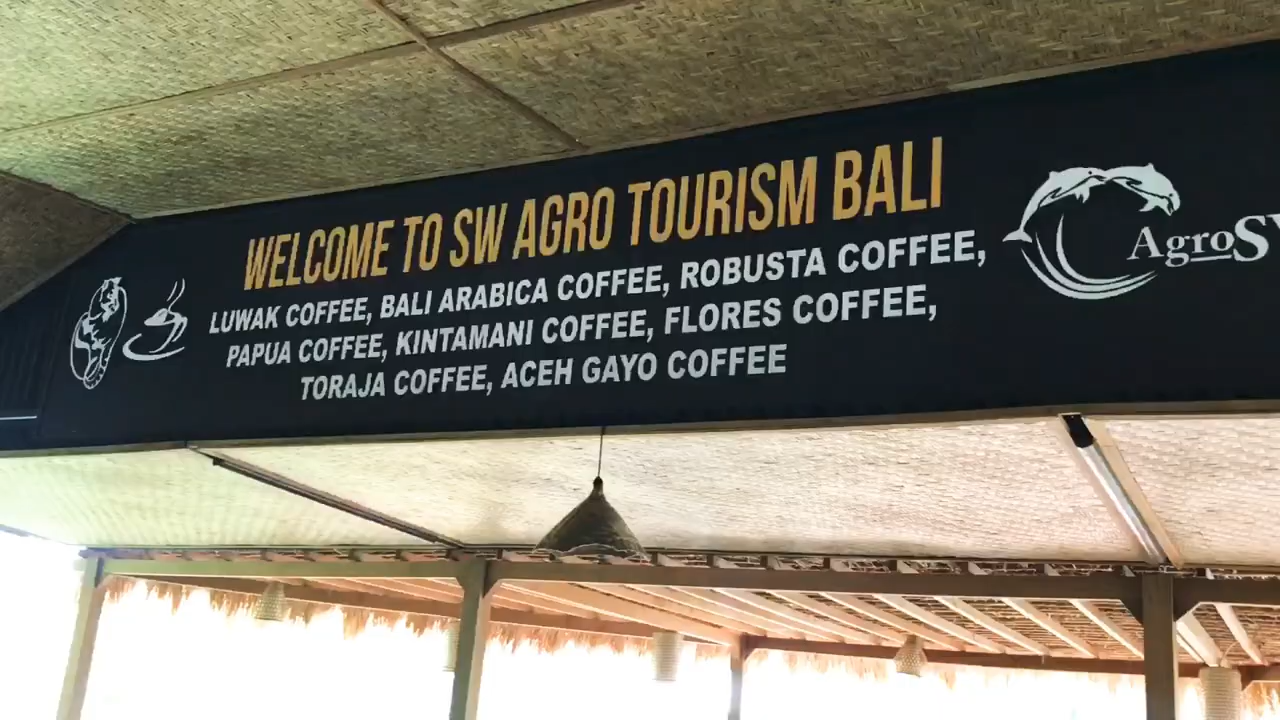 WELCOME TO SW AGRO TOURISM BALI
LUWAK COFFEE, BALI ARABICA COFFEE, ROBUSTA COFFEE,
PAPUA COFFEE, KINTAMANI COFFEE, FLORES COFFEE,
TORAJA COFFEE, ACEH GAYO COFFEE
AgroS